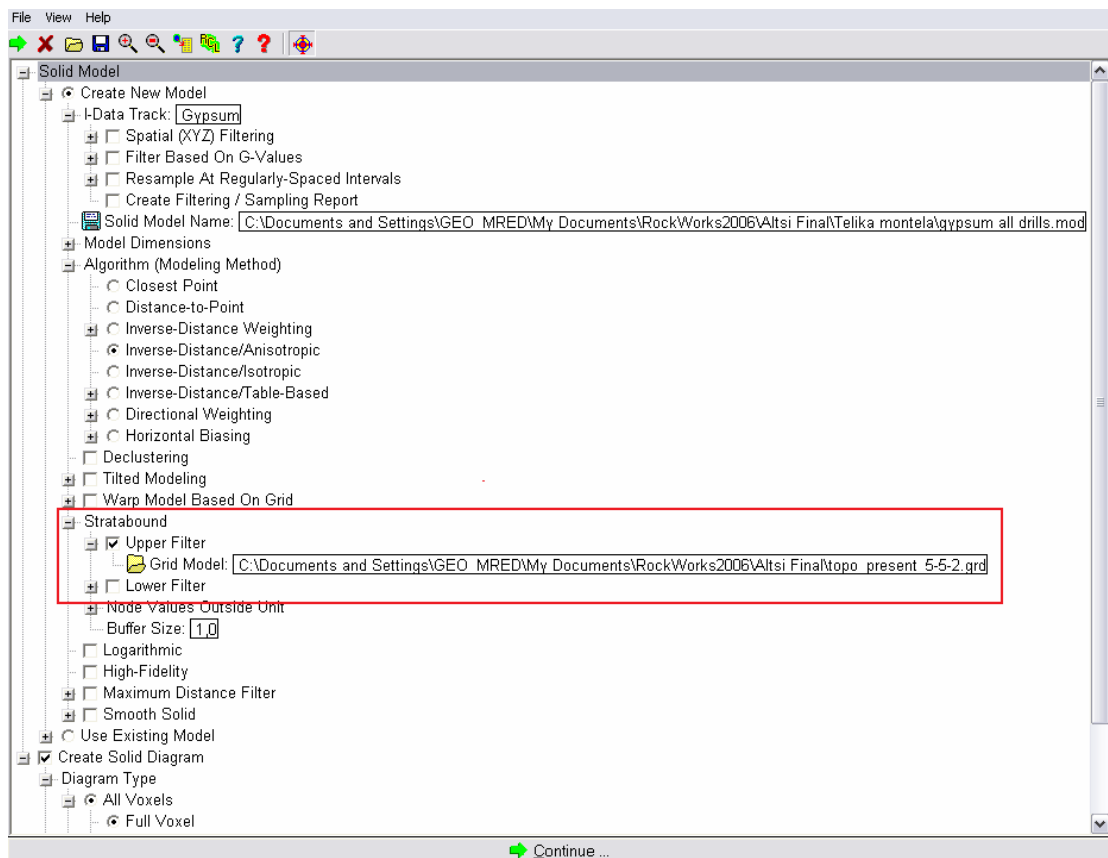 File View Help
Solid Model
Create New Model
I-Data Track: Gypsum
Spatial (XYZ) Filtering
Filter Based On G-Values
Resample At Regularly-Spaced Intervals
Create Filtering / Sampling Report
Solid Model Name: C:\Documents and Settings\GEO_MRED\My Documents\RockWorks2006\Altsi Final\Telika montela\gypsum all drills.mod
Model Dimensions
Algorithm (Modeling Method)
Closest Point
Distance-to-Point
Inverse-Distance Weighting
Inverse-Distance/Anisotropic
Inverse-Distance/Isotropic
Inverse-Distance/Table-Based
Directional Weighting
Horizontal Biasing
Declustering
Tilted Modeling
Warp Model Based On Grid
Stratabound
Upper Filter
Grid Model: C:\Documents and Settings\GEO_MRED\My Documents\RockWorks2006\Altsi Final\topo_present_5-5-2.grd
Lower Filter
Node Values Outside Unit
Buffer Size: 1,0
Logarithmic
High-Fidelity
Maximum Distance Filter
Smooth Solid
Use Existing Model
Create Solid Diagram
Diagram Type
All Voxels
Full Voxel
Continue ...